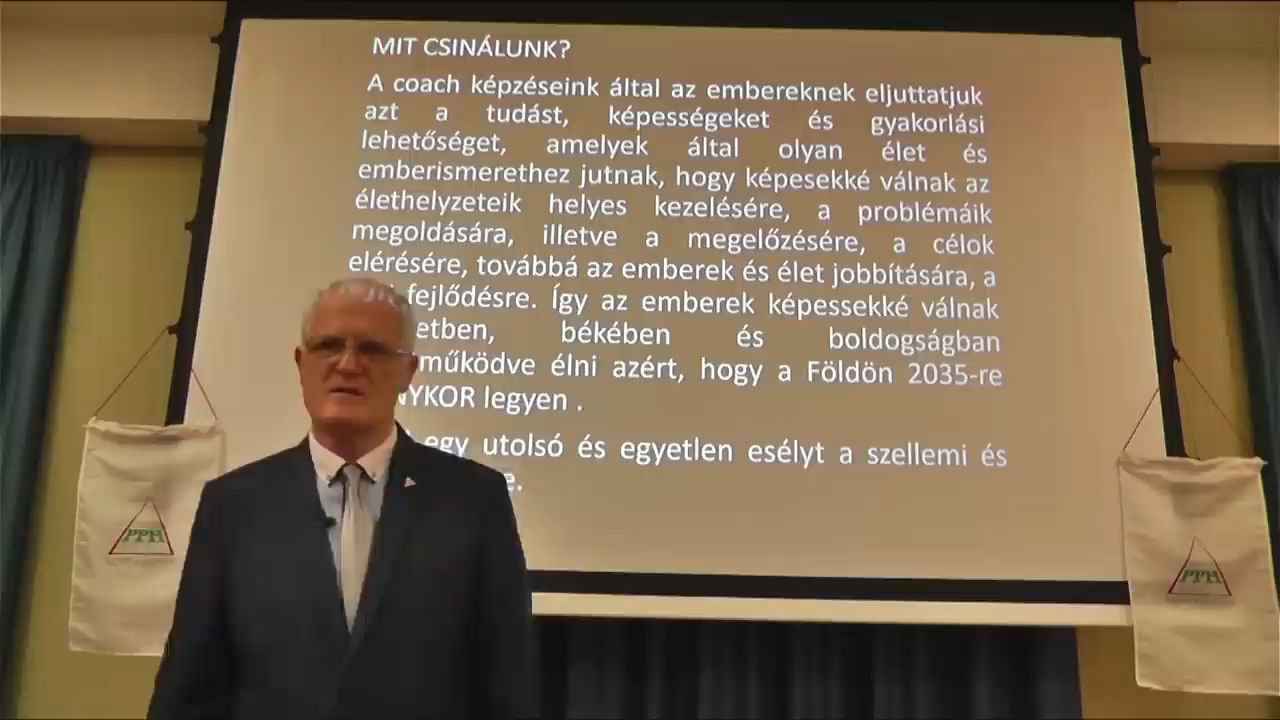 MIT CSINÁLUNK?
A coach képzéseink által az embereknek eljuttatjuk
azt a tudást, képességeket és gyakorlási
lehetőséget, amelyek által olyan élet és
emberismerethez jutnak, hogy képesekké válnak az
élethelyzeteik helyes kezelésére, a problémáik
megoldására, illetve a megelőzésére, a célok
elérésére, továbbá az emberek és élet jobbítására, a
fejlődésre. Így az emberek képessekké válnak
etben, békében és boldogságban
működve élni azért, hogy a Földön 2035-re
NYKOR legyen .
egy utolsó és egyetlen esélyt a szellemi és
e.
PPH
PPH